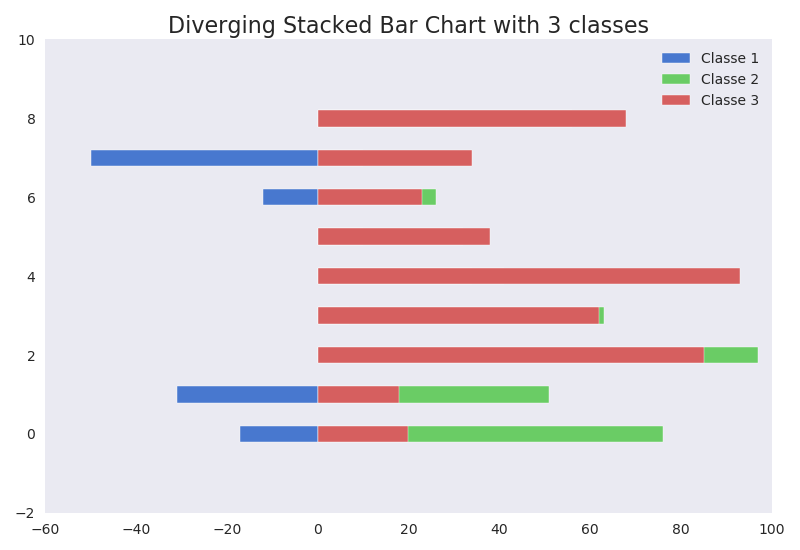 Diverging Stacked Bar Chart with 3 classes
10
Classe 1
Classe 2
Classe 3
8
6
4
2
0
−2
−60 −40 −20 0 20 40 60 80 100